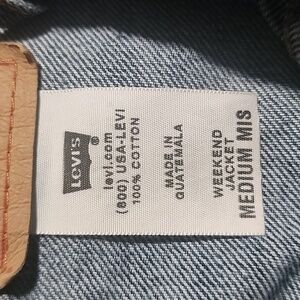 LEVI'S ®
levi.com
(800) USA-LEVI
100% COTTON
MADE IN
GUATEMALA
WEEKEND
JACKET
MEDIUM MIS